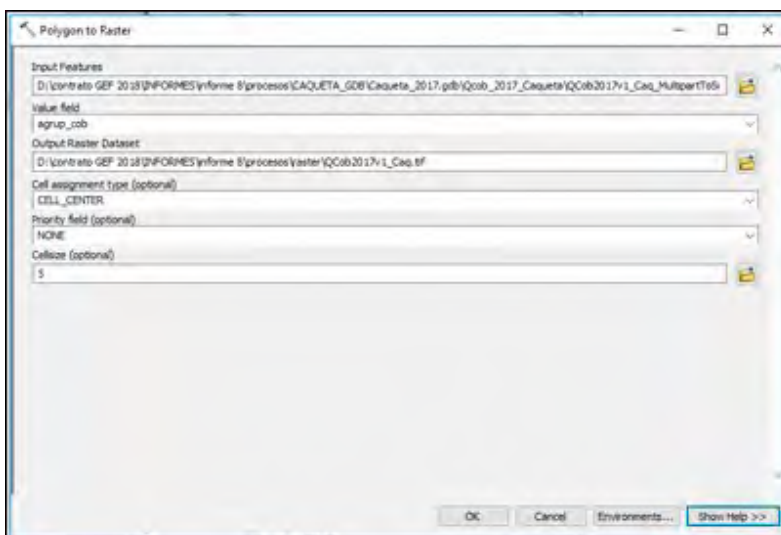 Polygon to Raster
Input Features
D:\contrato GEF 2018\INFORMES\informe 8\procesos\CAQUETA_GDB\Caqueta_2017.gdb\Qcob_2017_Caqueta\QCob2017v1_Caq_MultipartToSi
Value field
agrup_cob
Output Raster Dataset
D:\contrato GEF 2018\INFORMES\informe 8\procesos\raster\QCob2017v1_Caq.tif
Cell assignment type (optional)
CELL_CENTER
Priority field (optional)
NONE
Cellsize (optional)
5
OK
Cancel
Environments...
Show Help >>